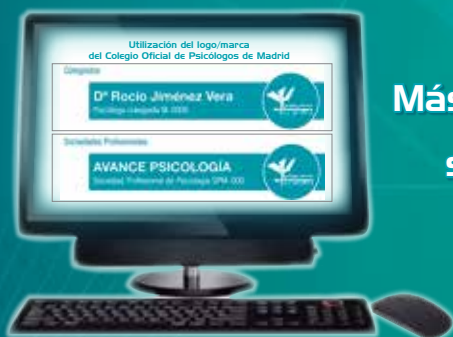 Utilización del logo/marca
del Colegio Oficial de Psicólogos de Madrid
Colegiados
Dª Rocío Jiménez Vera
Psicóloga colegiada M-0000
Sociedades Profesionales
AVANCE PSICOLOGÍA
Sociedad Profesional de Psicología SPM-000
Más
s